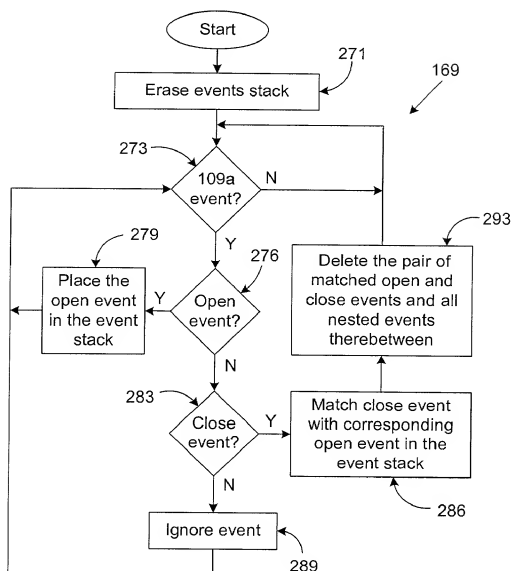 Start
271
Erase events stack
169
273
109a
event?
N
Y
279
276
293
Place the
open event
in the event
stack
Y
Open
event?
Delete the pair of
matched open and
close events and all
nested events
therebetween
N
283
Close
event?
Y
Match close event
with corresponding
open event in the
event stack
N
286
Ignore event
289